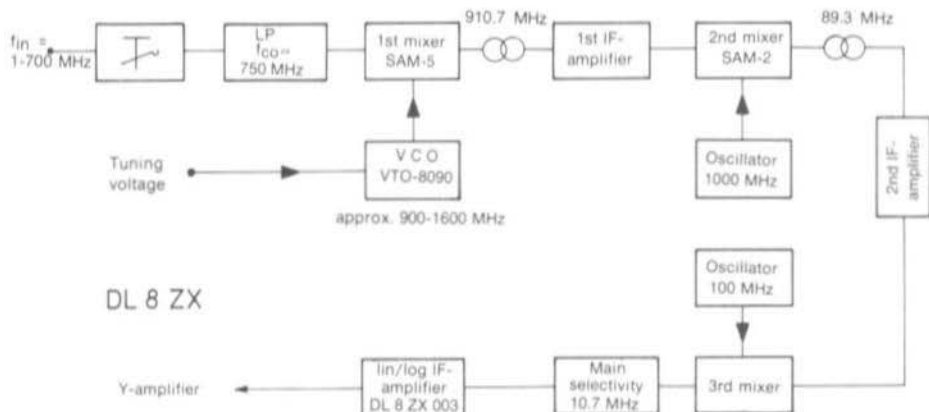 fin =
1-700 MHz
LP
fCO=
750 MHz
1st mixer
SAM-5
910.7 MHz
1st IF-
amplifier
2nd mixer
SAM-2
89.3 MHz
Tuning
voltage
V C O
VTO-8090
approx. 900-1600 MHz
Oscillator
1000 MHz
2nd IF-
amplifier
Oscillator
100 MHz
DL 8 ZX
Y-amplifier
lin/log IF-
amplifier
DL 8 ZX 003
Main
selectivity
10.7 MHz
3rd mixer